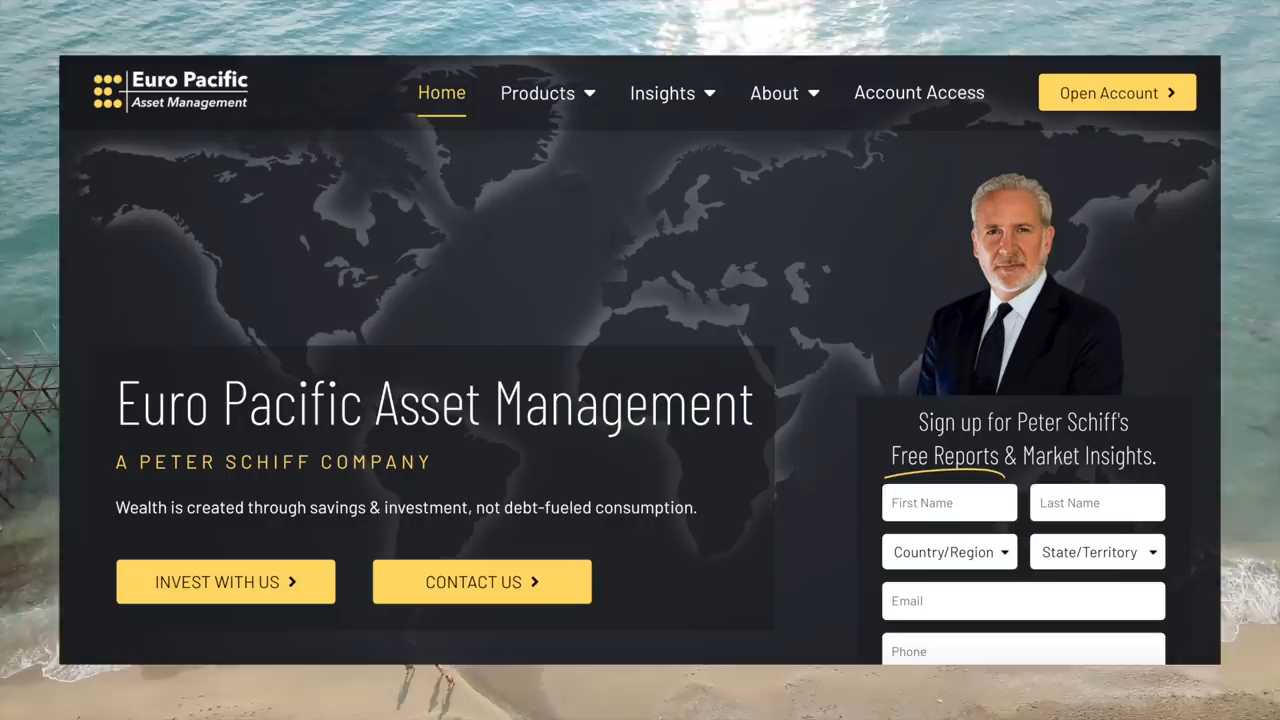 Euro Pacific
Asset Management
Home
Products
Insights
About
Account Access
Open Account
Euro Pacific Asset Management
A PETER SCHIFF COMPANY
Wealth is created through saving & investment, not debt-fueled consumption.
INVEST WITH US
CONTACT US
Sign up for Peter Schiff's
Free Reports & Market Insights.
First Name
Last Name
Country/Region
State/Territory
Email
Phone